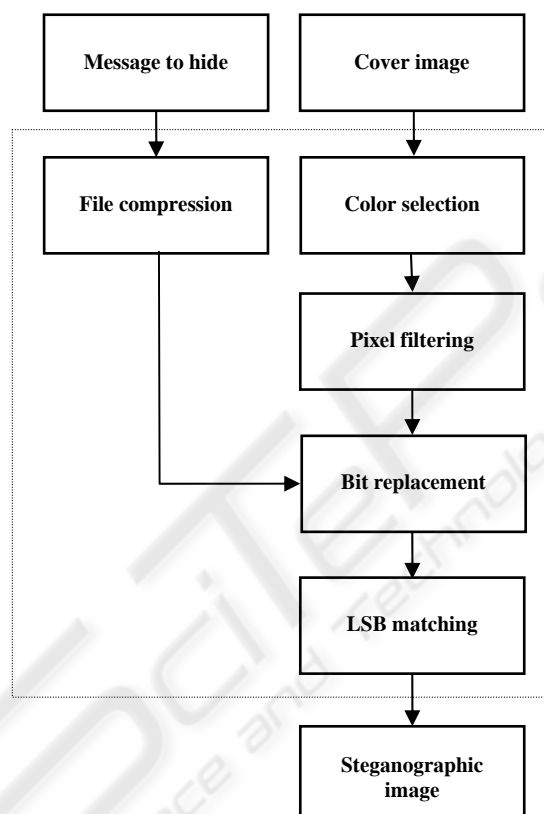 Message to hide
Cover image
File compression
Color selection
Pixel filtering
Bit replacement
LSB matching
Steganographic
image